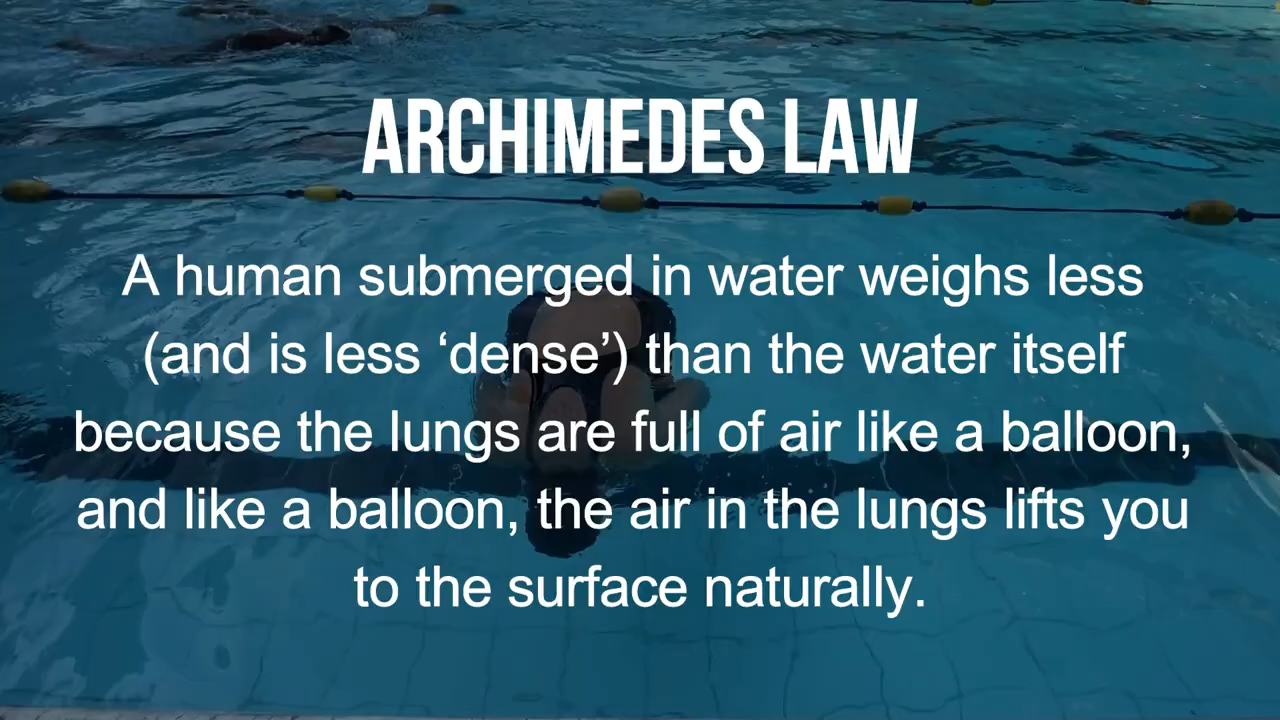 ARCHIMEDES LAW
A human submerged in water weighs less
(and is less ‘dense’) than the water itself
because the lungs are full of air like a balloon,
and like a balloon, the air in the lungs lifts you
to the surface naturally.